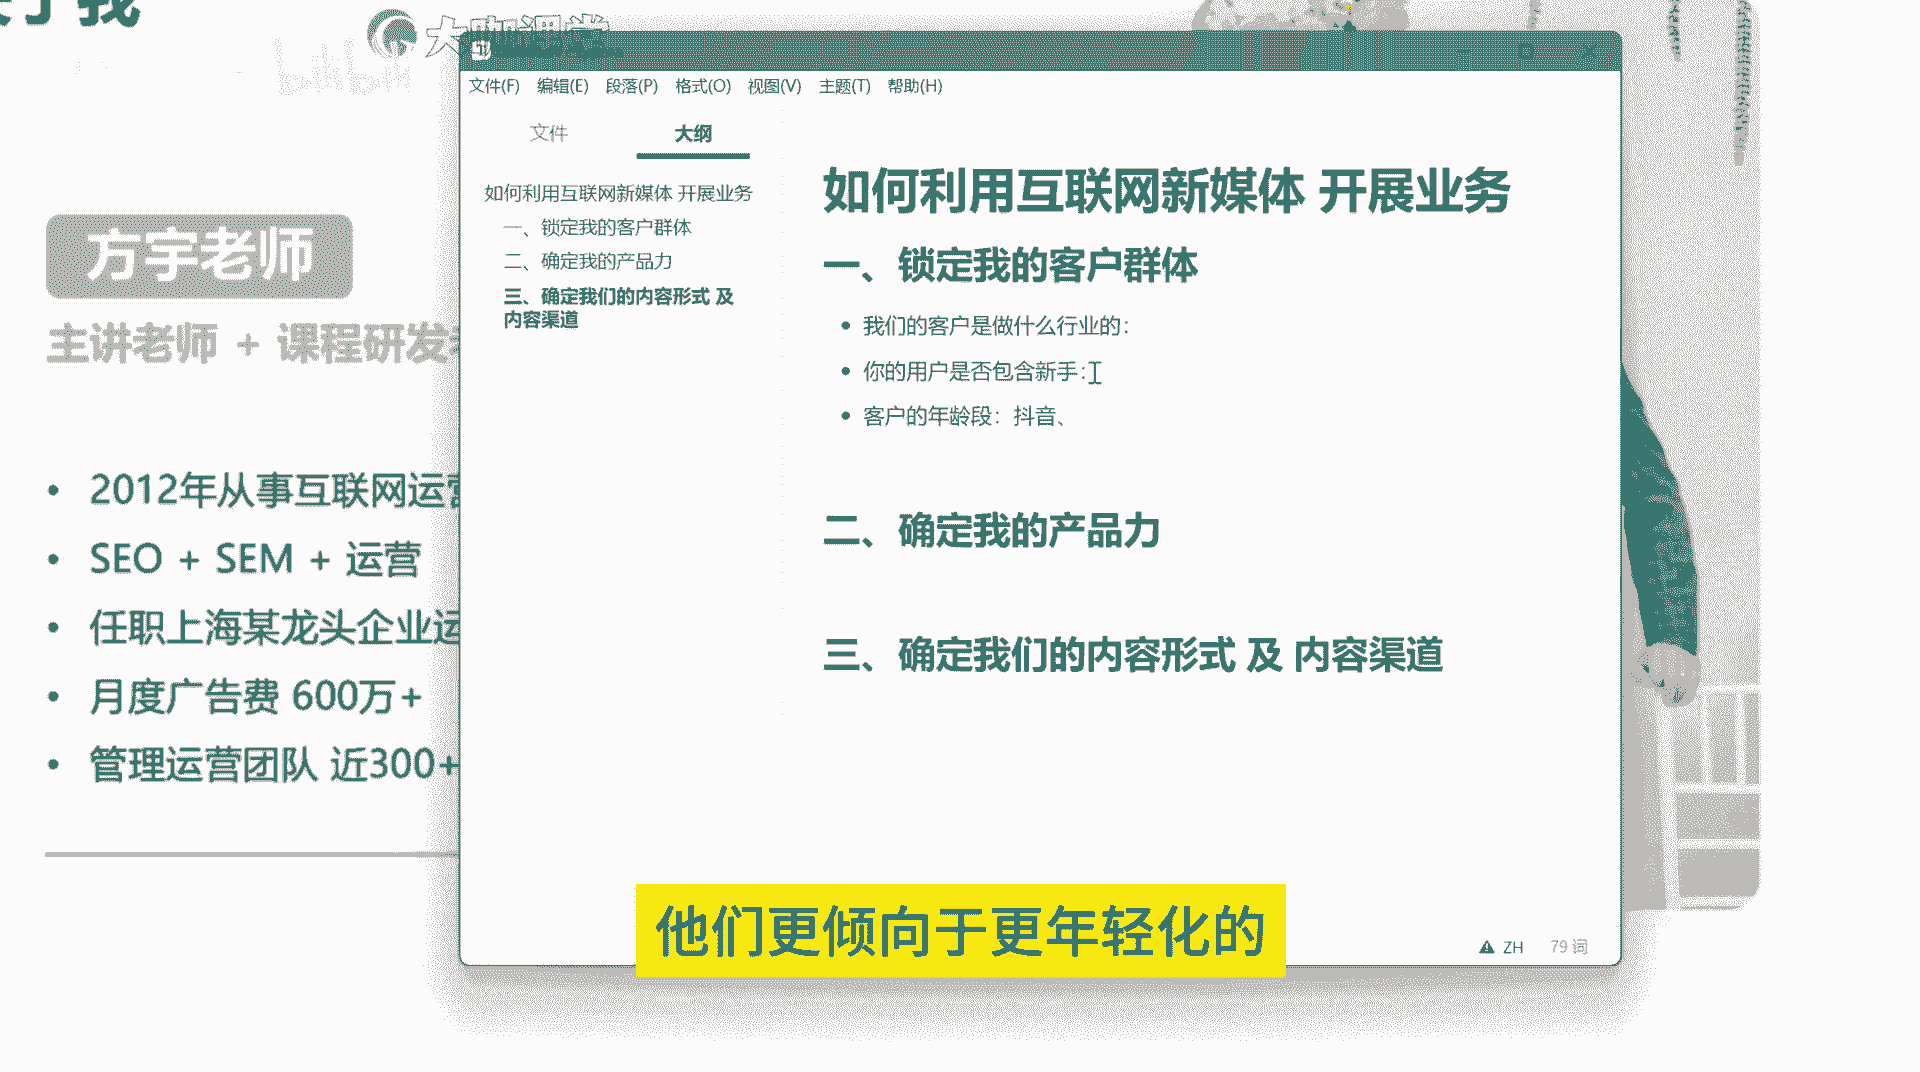 大咖课堂
bilibili
方宇老师
主讲老师 + 课程研发
• 2012年从事互联网运营
• SEO + SEM + 运营
• 任职上海某龙头企业运
• 月度广告费 600万+
• 管理运营团队 近300+
文件(F) 编辑(E) 段落(P) 格式(O) 视图(V) 主题(T) 帮助(H)
文件 大纲
如何利用互联网新媒体 开展业务
一、锁定我的客户群体
二、确定我的产品力
三、确定我们的内容形式 及
内容渠道
如何利用互联网新媒体 开展业务
一、锁定我的客户群体
• 我们的客户是做什么行业的：
• 你的用户是否包含新手：
• 客户的年龄段：抖音、
二、确定我的产品力
三、确定我们的内容形式 及 内容渠道
ZH 79 词
他们更倾向于更年轻化的